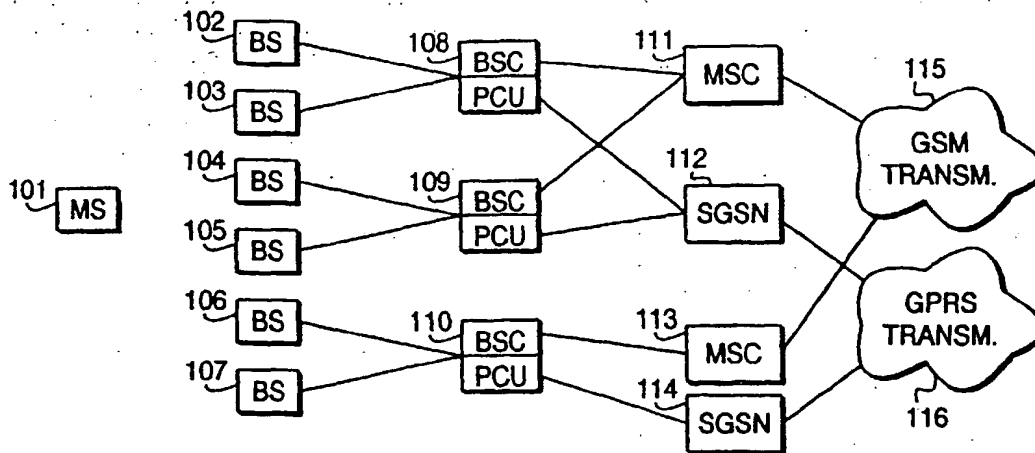 102 BS
103 BS
104 BS
105 BS
106 BS
107 BS
101 MS
108 BSC
PCU
109 BSC
PCU
110 BSC
PCU
111 MSC
112 SGSN
113 MSC
114 SGSN
115
GSM
TRANSM.
GPRS
TRANSM.
116